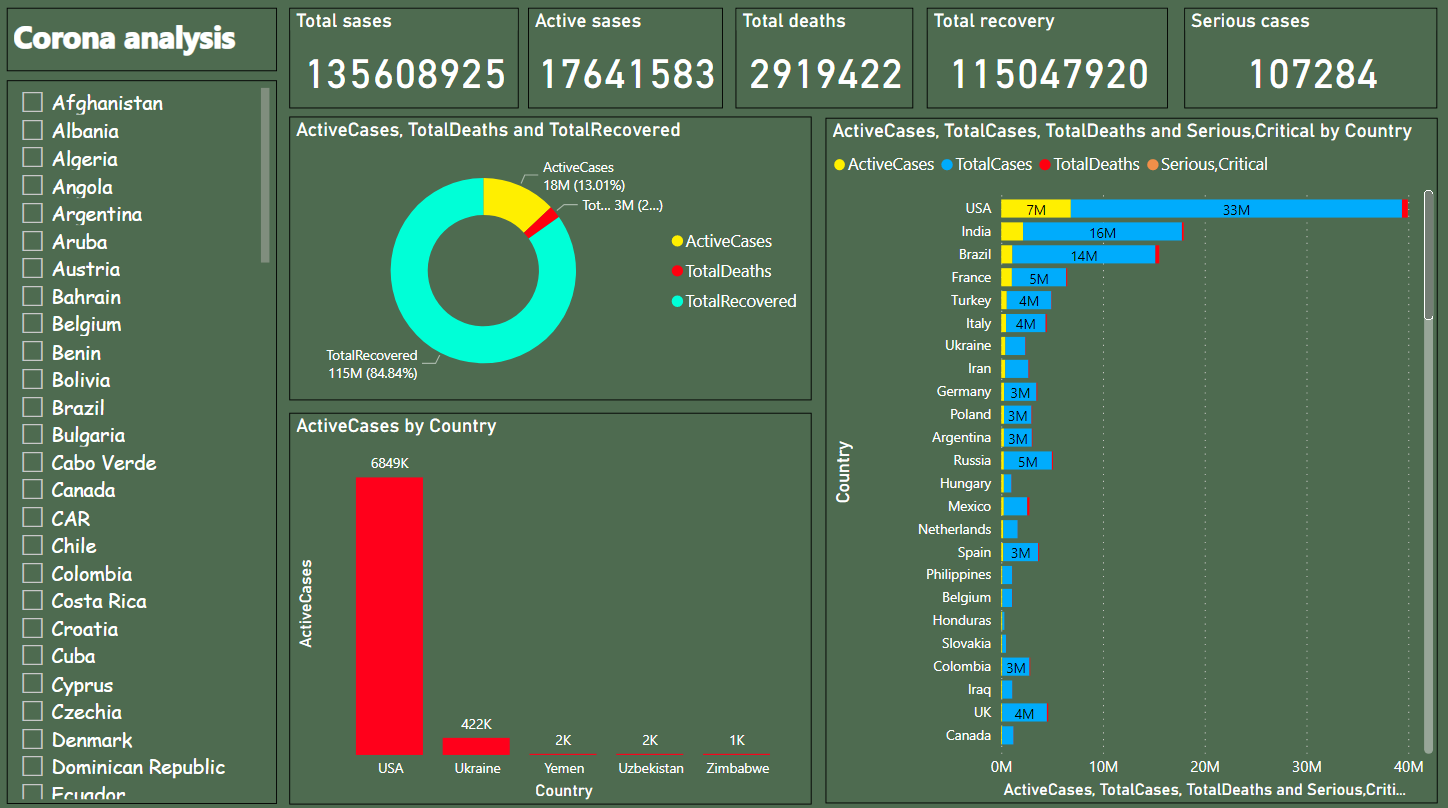 Corona analysis
Total sases
135608925
Active sases
17641583
Total deaths
2919422
Total recovery
115047920
Serious cases
107284
Afghanistan
Albania
Algeria
Angola
Argentina
Aruba
Austria
Bahrain
Belgium
Benin
Bolivia
Brazil
Bulgaria
Cabo Verde
Canada
CAR
Chile
Colombia
Costa Rica
Croatia
Cuba
Cyprus
Czechia
Denmark
Dominican Republic
Ecuador
ActiveCases, TotalDeaths and TotalRecovered
ActiveCases
18M (13.01%)
Tot... 3M (2...)
TotalRecovered
115M (84.84%)
ActiveCases
TotalDeaths
TotalRecovered
ActiveCases by Country
ActiveCases
6849K
422K
2K
2K
1K
USA
Ukraine
Yemen
Uzbekistan
Zimbabwe
Country
ActiveCases, TotalCases, TotalDeaths and Serious,Critical by Country
ActiveCases TotalCases TotalDeaths Serious,Critical
Country
USA 7M 33M
India 16M
Brazil 14M
France 5M
Turkey 4M
Italy 4M
Ukraine
Iran
Germany 3M
Poland 3M
Argentina 3M
Russia 5M
Hungary
Mexico
Netherlands
Spain 3M
Philippines
Belgium
Honduras
Slovakia
Colombia 3M
Iraq
UK 4M
Canada
0M 10M 20M 30M 40M
ActiveCases, TotalCases, TotalDeaths and Serious,Criti...